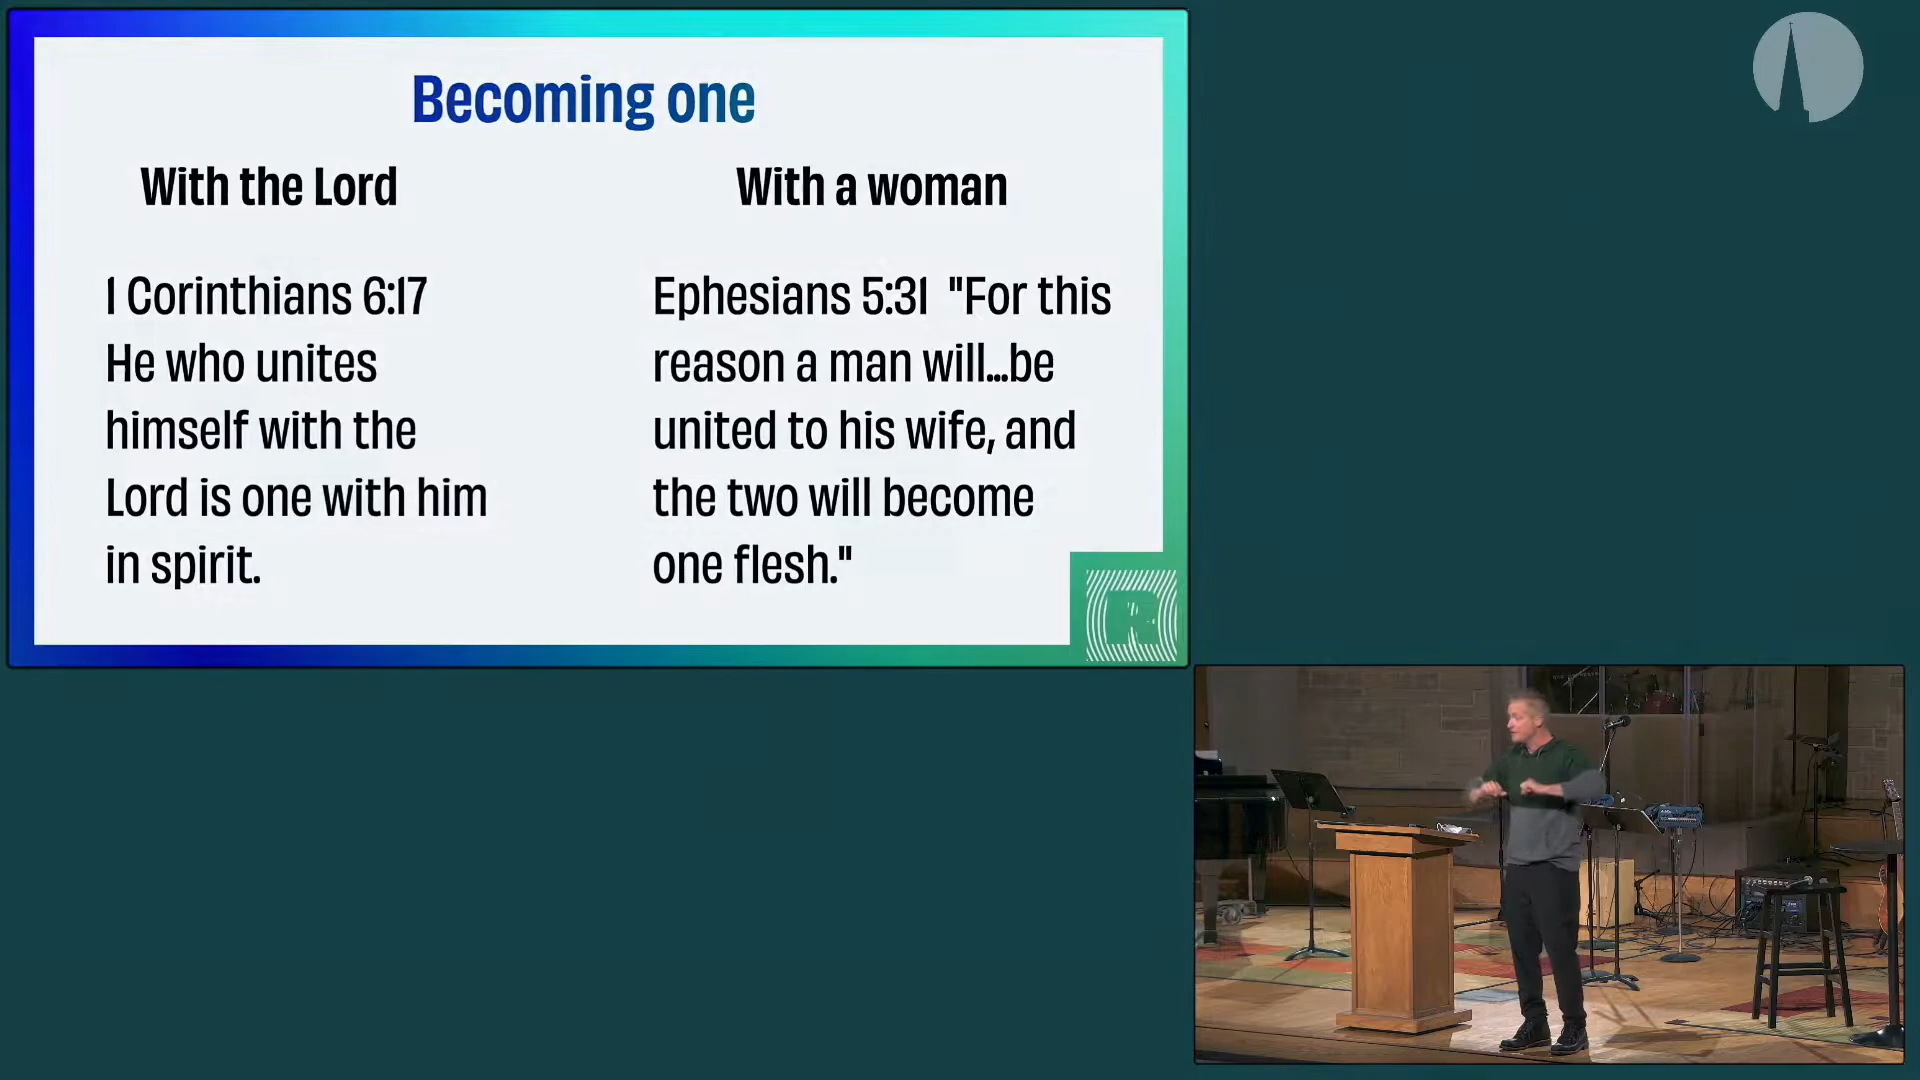 Becoming one
With the Lord
1 Corinthians 6:17
He who unites
himself with the
Lord is one with him
in spirit.
With a woman
Ephesians 5:31  "For this
reason a man will...be
united to his wife, and
the two will become
one flesh."
R